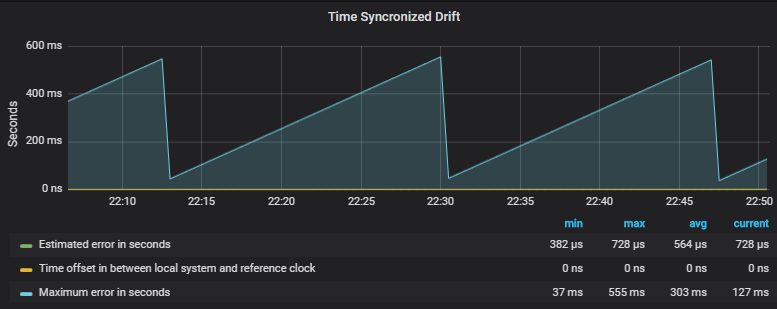 Time Syncronized Drift
Seconds
600 ms
400 ms
200 ms
0 ns
22:10 22:15 22:20 22:25 22:30 22:35 22:40 22:45 22:50
min max avg current
Estimated error in seconds 382 µs 728 µs 564 µs 728 µs
Time offset in between local system and reference clock 0 ns 0 ns 0 ns 0 ns
Maximum error in seconds 37 ms 555 ms 303 ms 127 ms